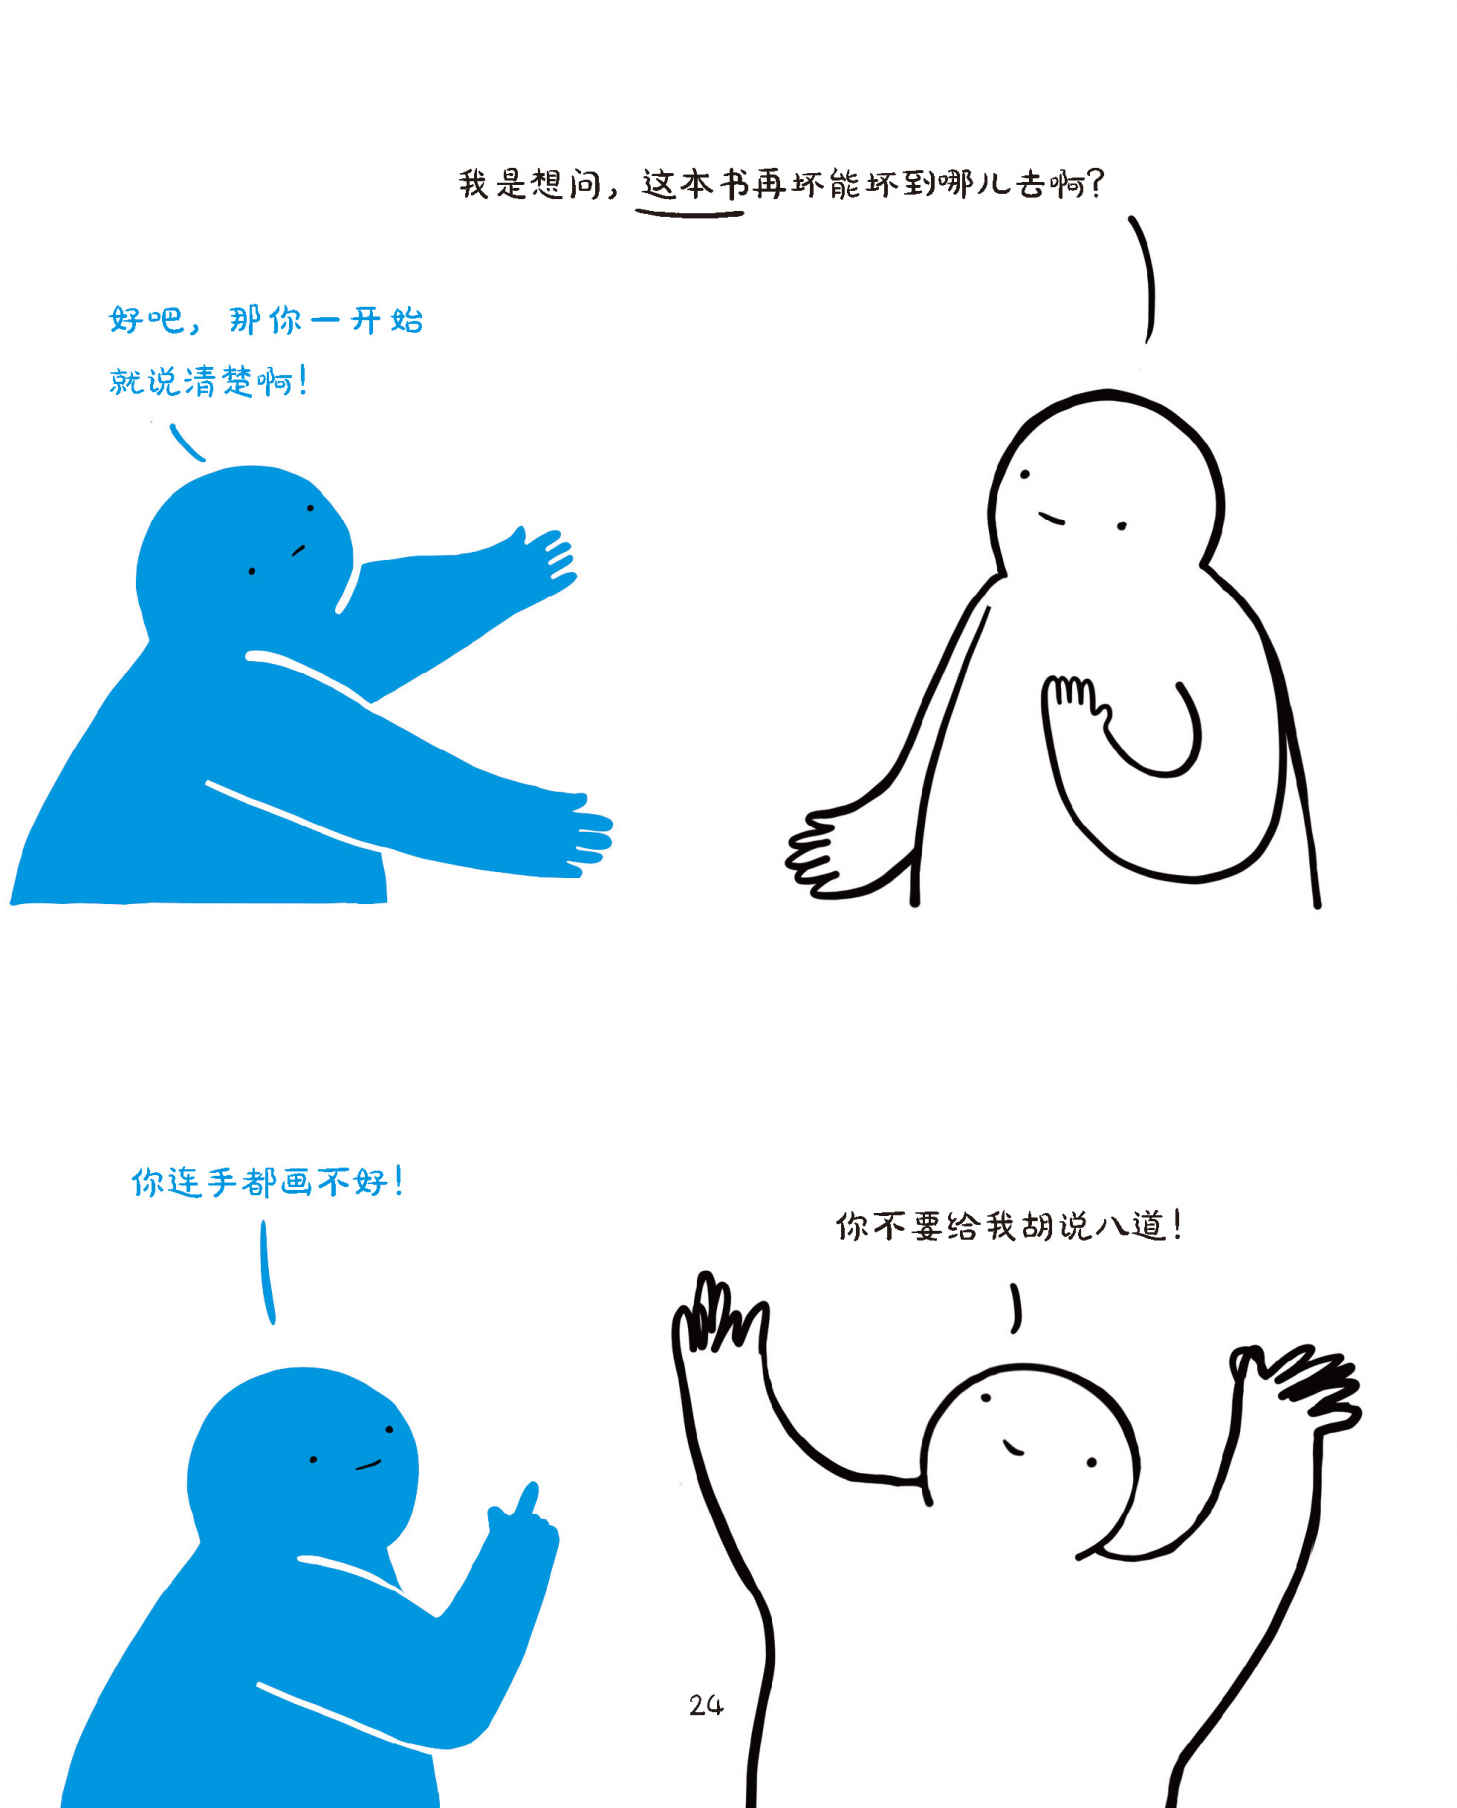 我是想问，这本书再坏能坏到哪儿去啊？
好吧，那你一开始
就说清楚啊！
你连手都画不好！
你不要给我胡说八道！
24